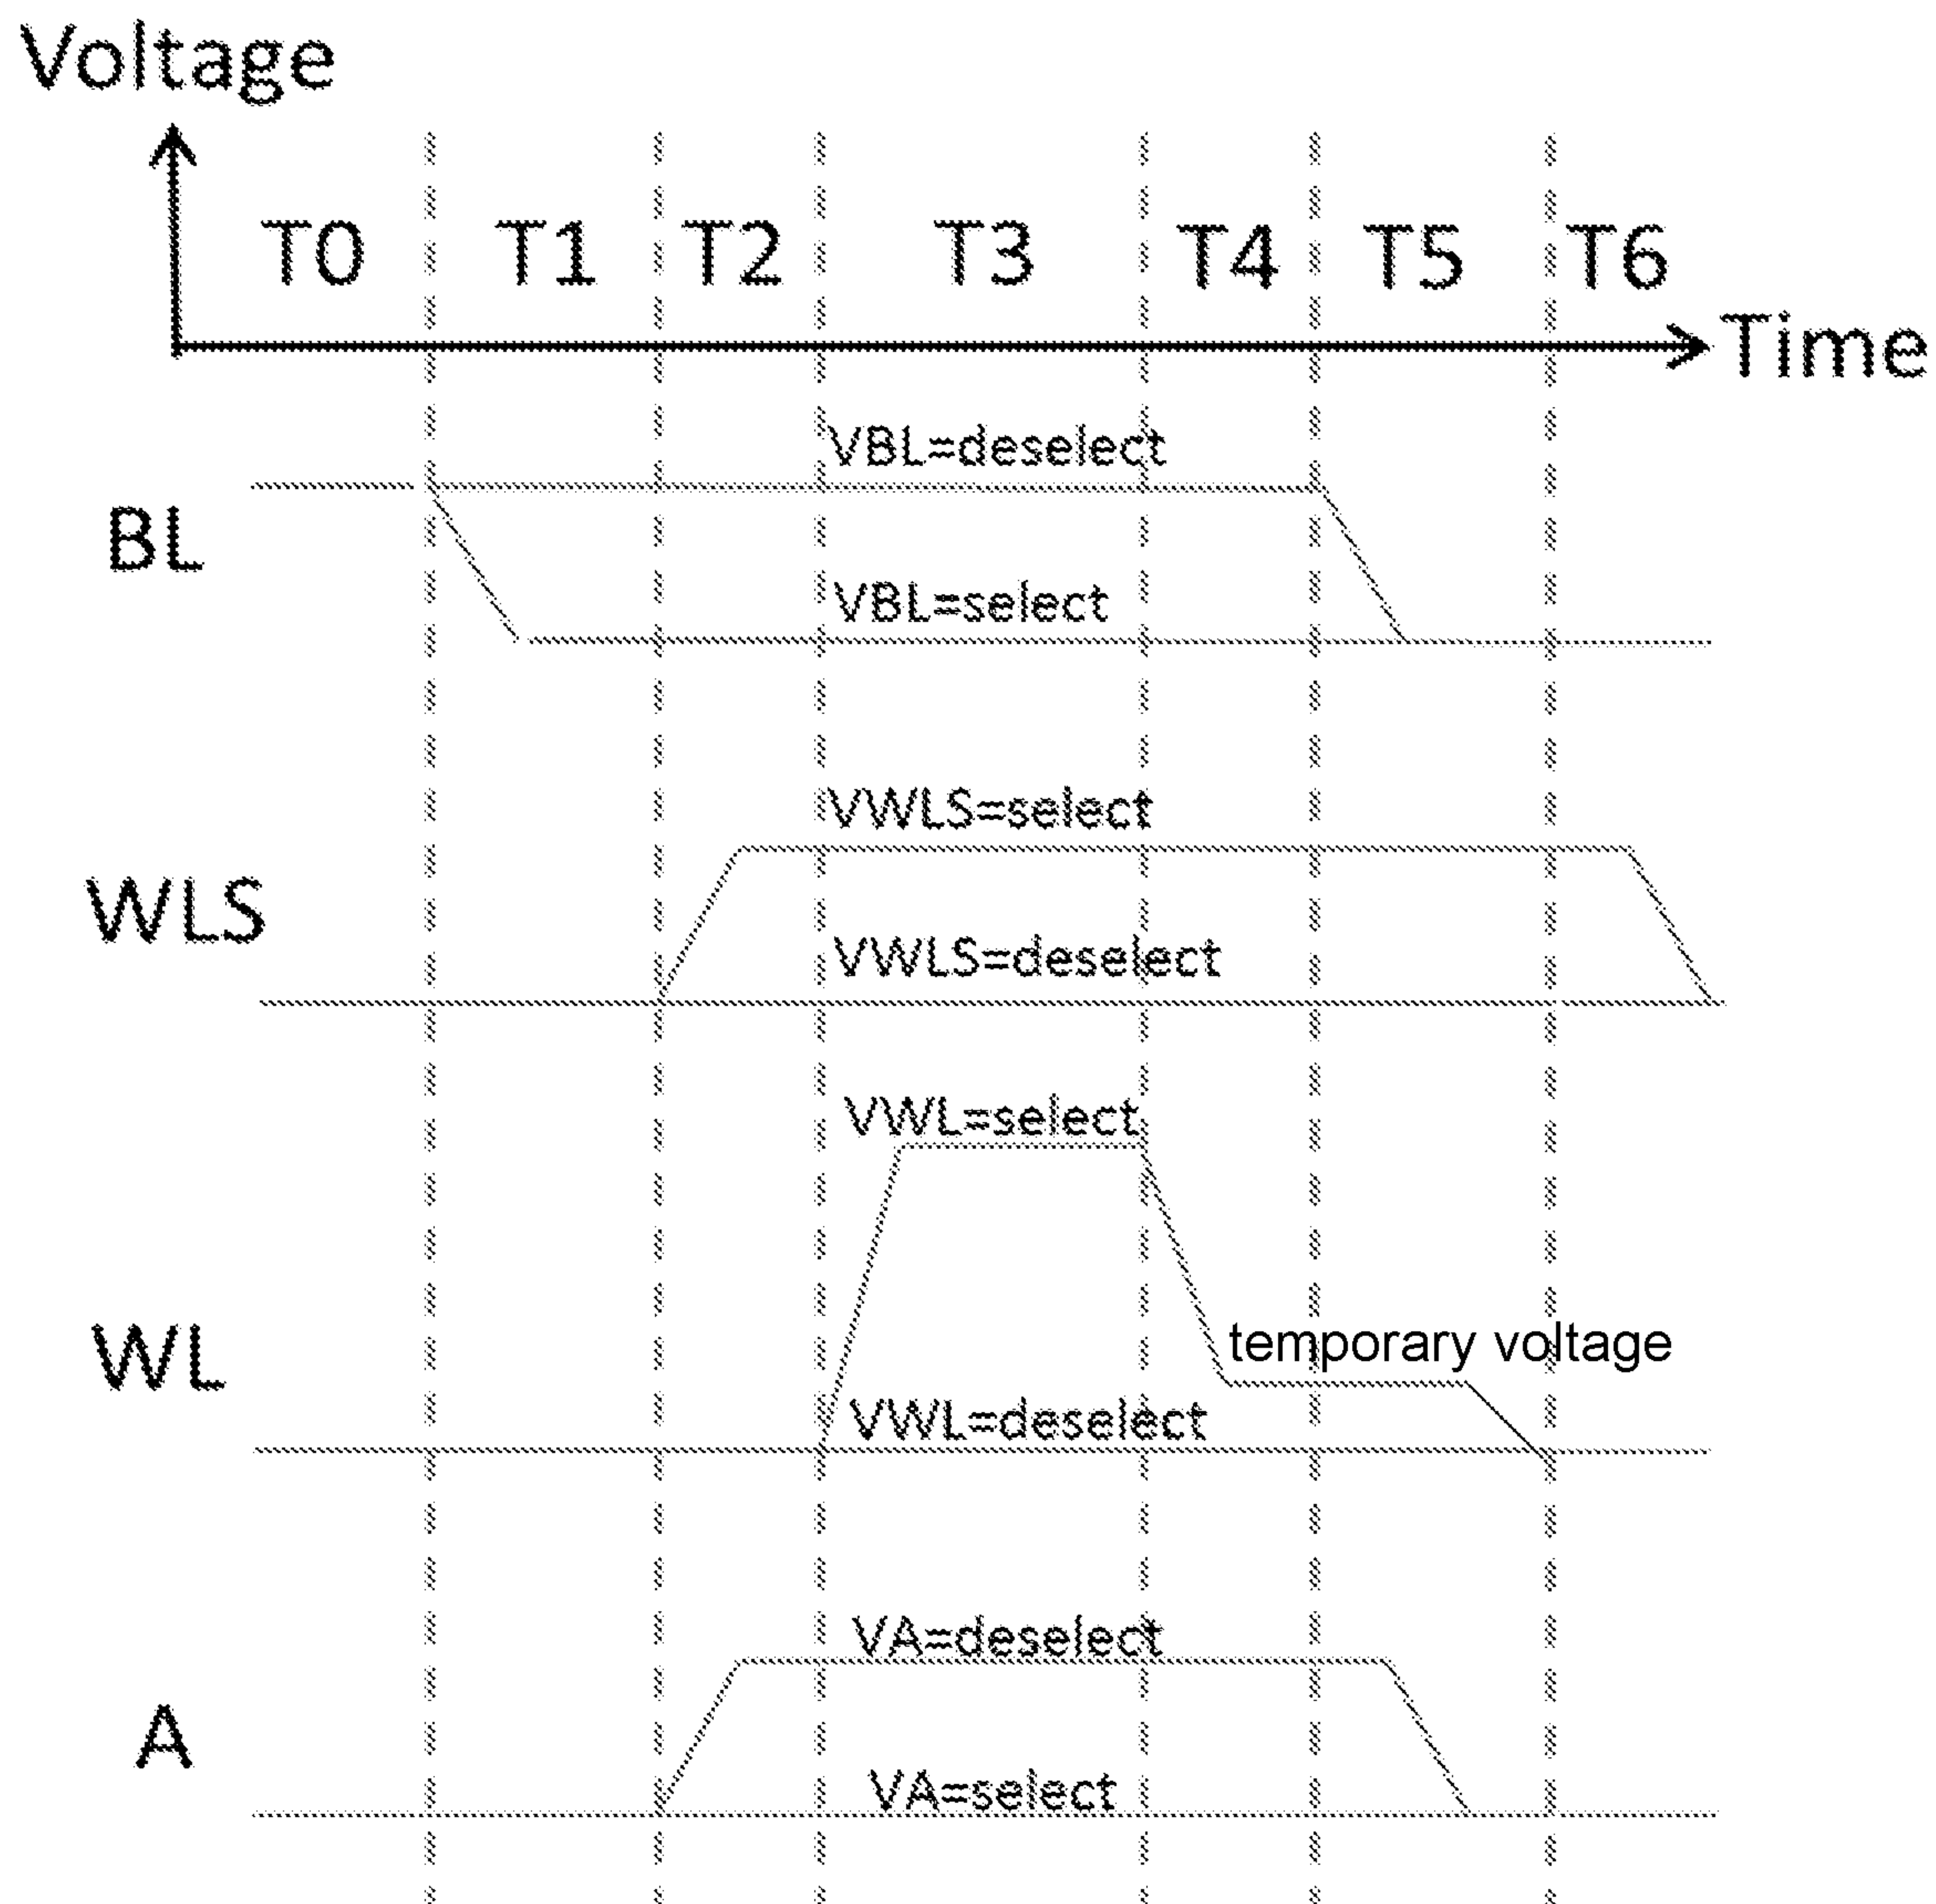 Voltage
T0 T1 T2 T3 T4 T5 T6
Time
VBL=deselect
BL
VBL=select
VWLS=select
WLS
VWLS=deselect
VWL=select
WL
temporary voltage
VWL=deselect
VA=deselect
A
VA=select